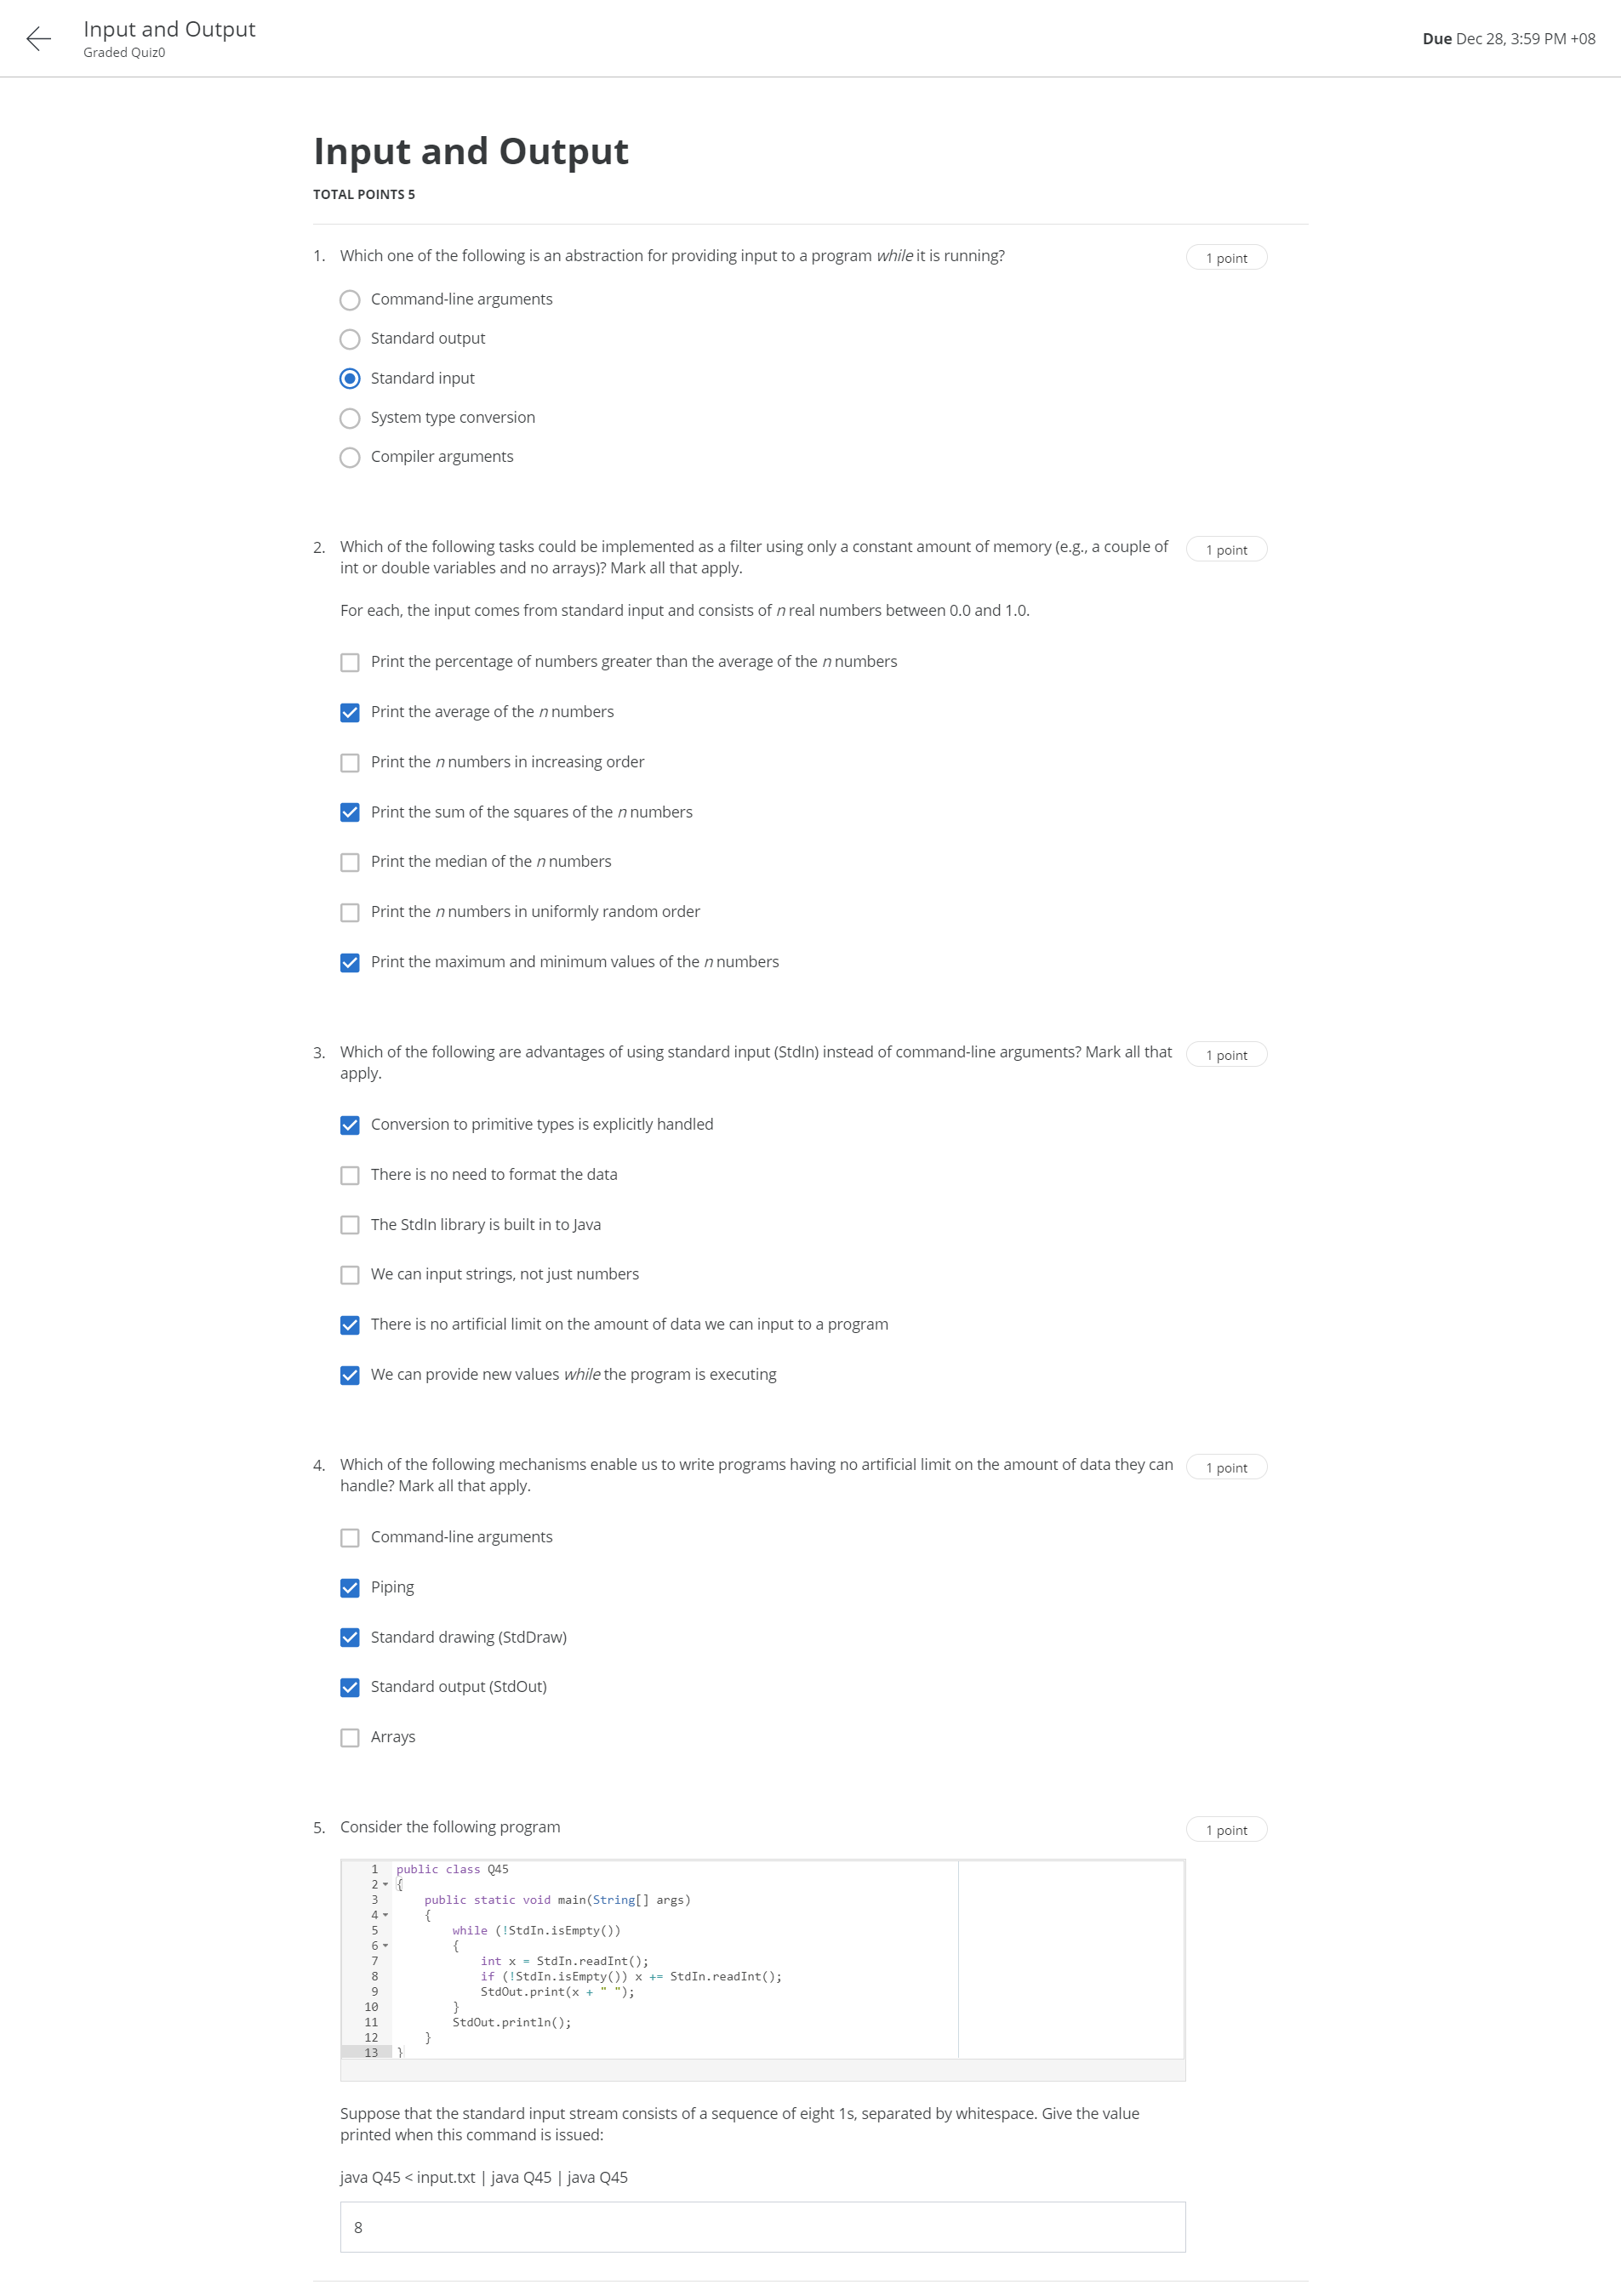 Input and Output
Graded Quiz0
Due Dec 28, 3:59 PM +08
Input and Output
TOTAL POINTS 5
1. Which one of the following is an abstraction for providing input to a program while it is running?
1 point
Command-line arguments
Standard output
Standard input
System type conversion
Compiler arguments
2. Which of the following tasks could be implemented as a filter using only a constant amount of memory (e.g., a couple of
int or double variables and no arrays)? Mark all that apply.
1 point
For each, the input comes from standard input and consists of n real numbers between 0.0 and 1.0.
Print the percentage of numbers greater than the average of the n numbers
Print the average of the n numbers
Print the n numbers in increasing order
Print the sum of the squares of the n numbers
Print the median of the n numbers
Print the n numbers in uniformly random order
Print the maximum and minimum values of the n numbers
3. Which of the following are advantages of using standard input (StdIn) instead of command-line arguments? Mark all that
apply.
1 point
Conversion to primitive types is explicitly handled
There is no need to format the data
The StdIn library is built in to Java
We can input strings, not just numbers
There is no artificial limit on the amount of data we can input to a program
We can provide new values while the program is executing
4. Which of the following mechanisms enable us to write programs having no artificial limit on the amount of data they can
handle? Mark all that apply.
1 point
Command-line arguments
Piping
Standard drawing (StdDraw)
Standard output (StdOut)
Arrays
5. Consider the following program
1 point
1 public class Q45
2 {
3 public static void main(String[] args)
4 {
5 while (!StdIn.isEmpty())
6 {
7 int x = StdIn.readInt();
8 if (!StdIn.isEmpty()) x += StdIn.readInt();
9 StdOut.print(x + " ");
10 }
11 StdOut.println();
12 }
13 }
Suppose that the standard input stream consists of a sequence of eight 1s, separated by whitespace. Give the value
printed when this command is issued:
java Q45 < input.txt | java Q45 | java Q45
8